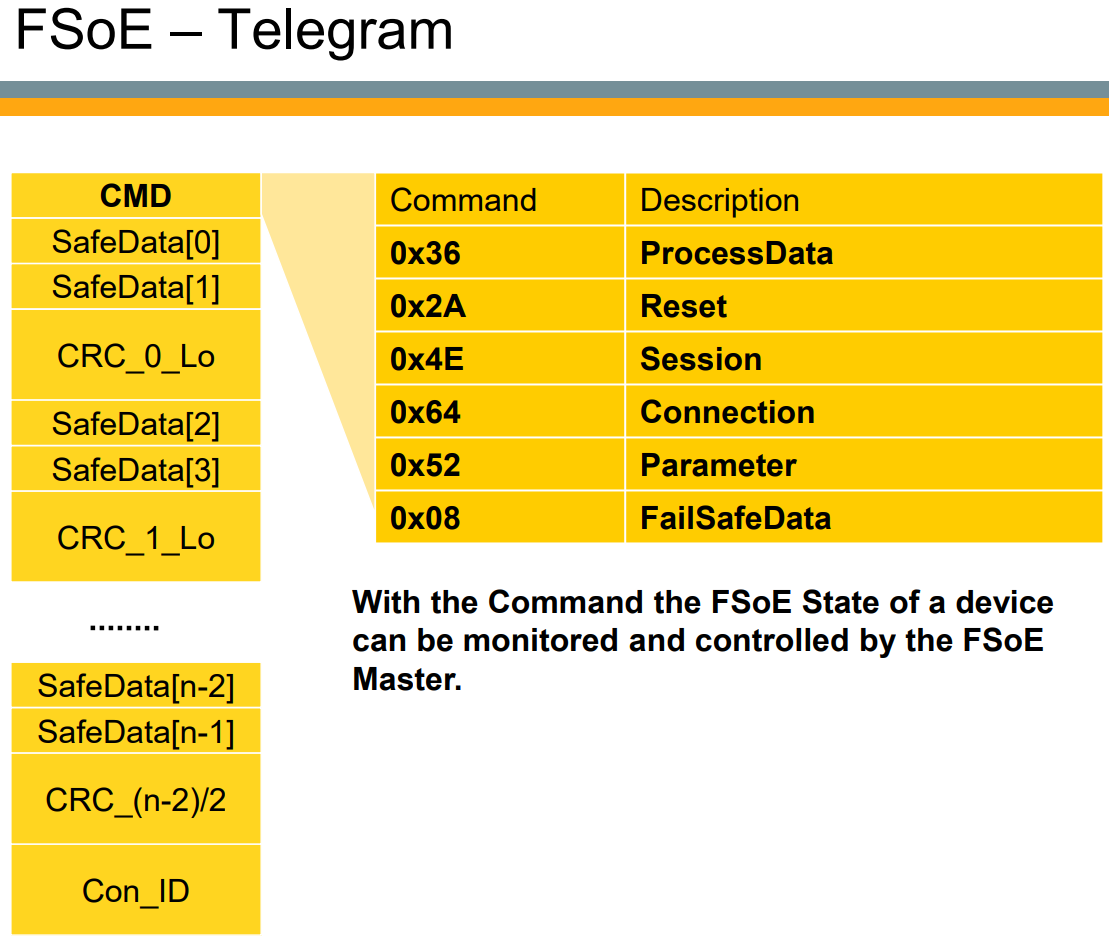 FSoE – Telegram
CMD
SafeData[0]
SafeData[1]
CRC_0_Lo
SafeData[2]
SafeData[3]
CRC_1_Lo
........
SafeData[n-2]
SafeData[n-1]
CRC_(n-2)/2
Con_ID
Command Description
0x36 ProcessData
0x2A Reset
0x4E Session
0x64 Connection
0x52 Parameter
0x08 FailSafeData
With the Command the FSoE State of a device
can be monitored and controlled by the FSoE
Master.